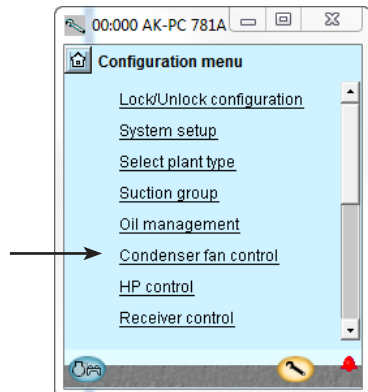 00:000 AK-PC 781A
Configuration menu
Lock/Unlock configuration
System setup
Select plant type
Suction group
Oil management
Condenser fan control
HP control
Receiver control